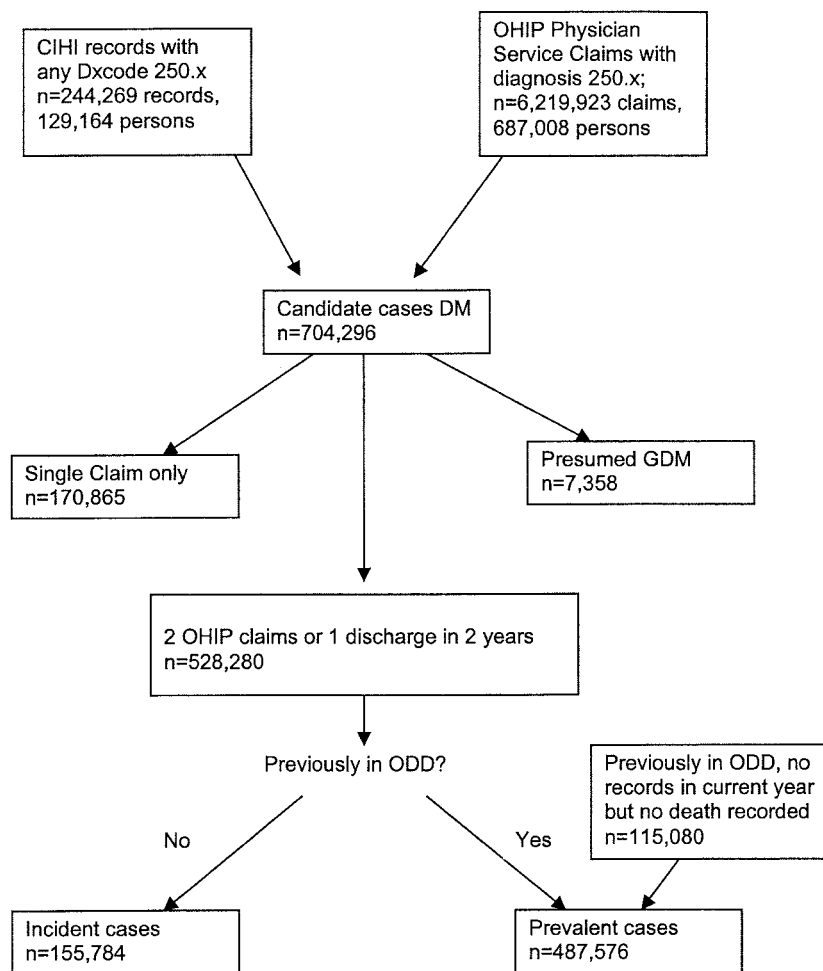 CIHI records with
any Dxcode 250.x
n=244,269 records,
129,164 persons
OHIP Physician
Service Claims with
diagnosis 250.x;
n=6,219,923 claims,
687,008 persons
Candidate cases DM
n=704,296
Single Claim only
n=170,865
Presumed GDM
n=7,358
2 OHIP claims or 1 discharge in 2 years
n=528,280
Previously in ODD?
Previously in ODD, no
records in current year
but no death recorded
n=115,080
No
Yes
Incident cases
n=155,784
Prevalent cases
n=487,576